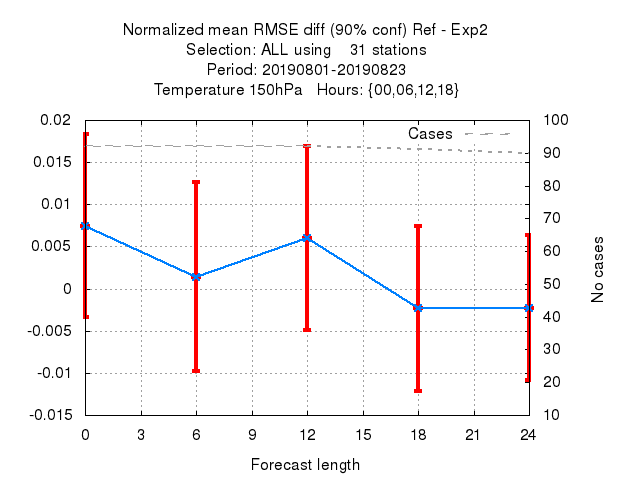 Normalized mean RMSE diff (90% conf) Ref - Exp2
Selection: ALL using    31 stations
Period: 20190801-20190823
Temperature 150hPa   Hours: {00,06,12,18}
Cases
0.02
0.015
0.01
0.005
0
-0.005
-0.01
-0.015
100
90
80
70
60
50
40
30
20
10
No cases
0 3 6 9 12 15 18 21 24
Forecast length